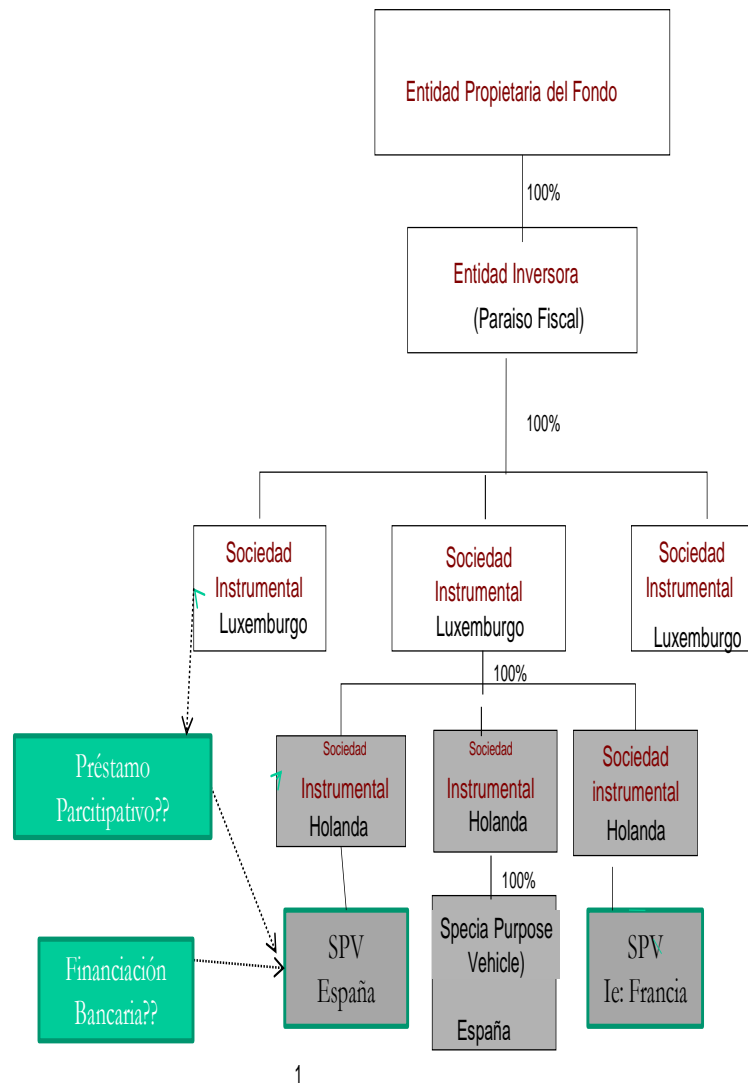 Entidad Propietaria del Fondo
100%
Entidad Inversora
(Paraiso Fiscal)
100%
Sociedad
Instrumental
Luxemburgo
Sociedad
Instrumental
Luxemburgo
Sociedad
Instrumental
Luxemburgo
100%
Préstamo
Parcitipativo??
Sociedad
Instrumental
Holanda
Sociedad
Instrumental
Holanda
Sociedad
instrumental
Holanda
100%
Financiación
Bancaria??
SPV
España
Specia Purpose
Vehicle)
España
SPV
Ie: Francia
1